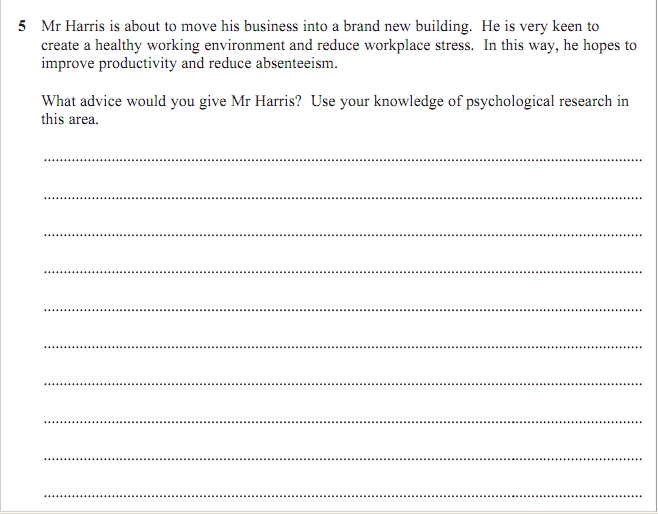 5 Mr Harris is about to move his business into a brand new building. He is very keen to
create a healthy working environment and reduce workplace stress. In this way, he hopes to
improve productivity and reduce absenteeism.
What advice would you give Mr Harris? Use your knowledge of psychological research in
this area.